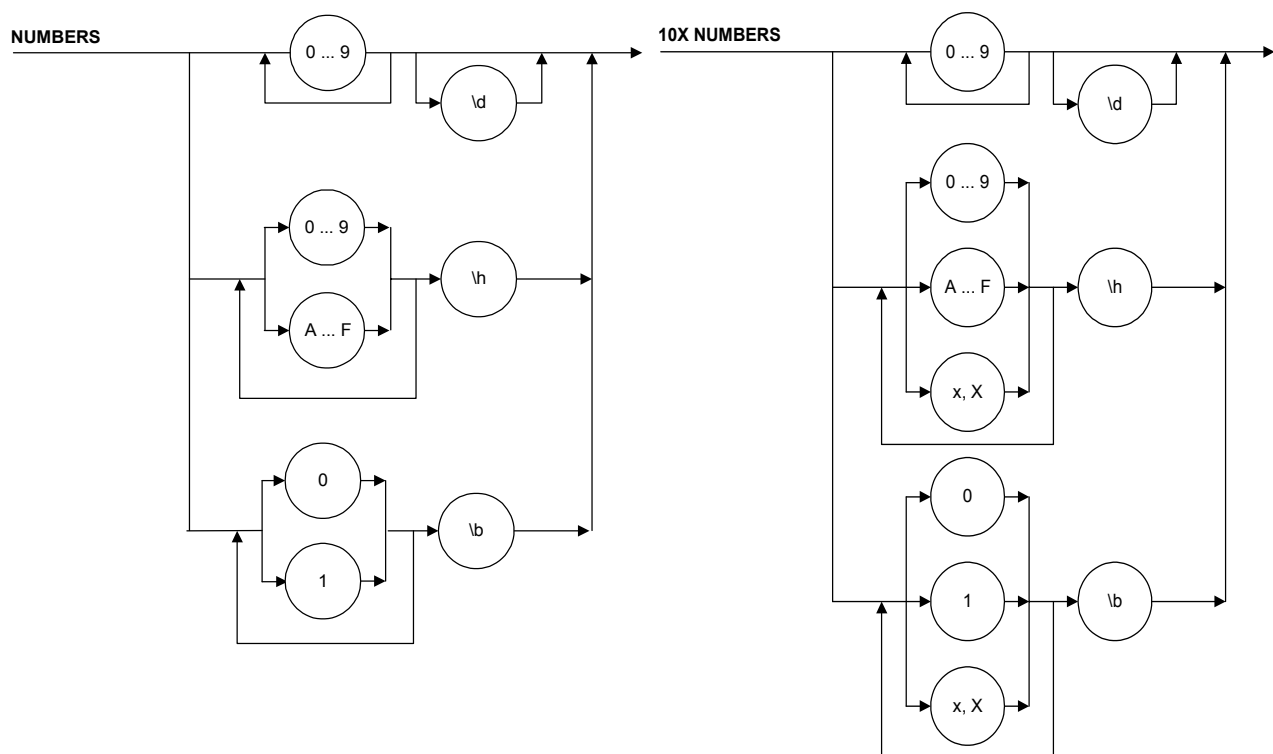 NUMBERS
0 ... 9
\d
0 ... 9
A ... F
\h
0
1
\b
10X NUMBERS
0 ... 9
\d
0 ... 9
A ... F
x, X
\h
0
1
x, X
\b